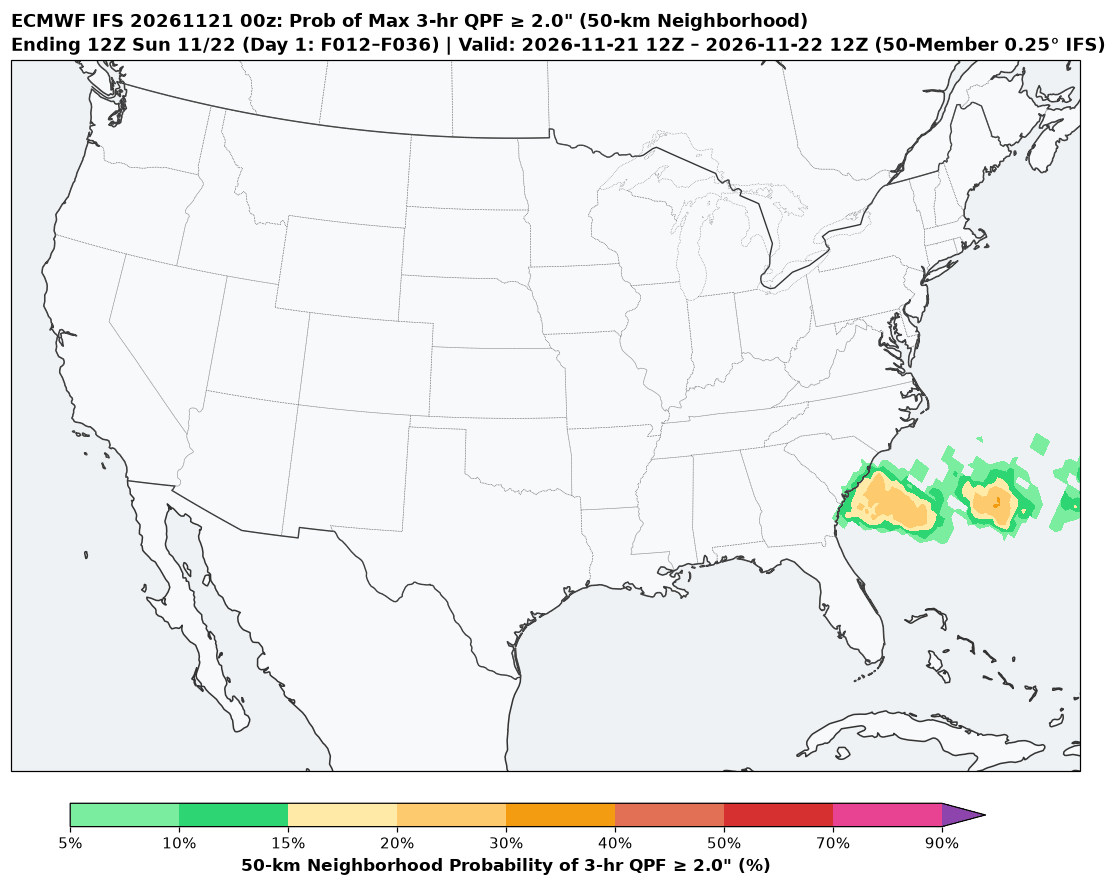 ECMWF IFS 20261121 00z: Prob of Max 3-hr QPF ≥ 2.0" (50-km Neighborhood)
Ending 12Z Sun 11/22 (Day 1: F012–F036) | Valid: 2026-11-21 12Z – 2026-11-22 12Z (50-Member 0.25° IFS)
5% 10% 15% 20% 30% 40% 50% 70% 90%
50-km Neighborhood Probability of 3-hr QPF ≥ 2.0" (%)